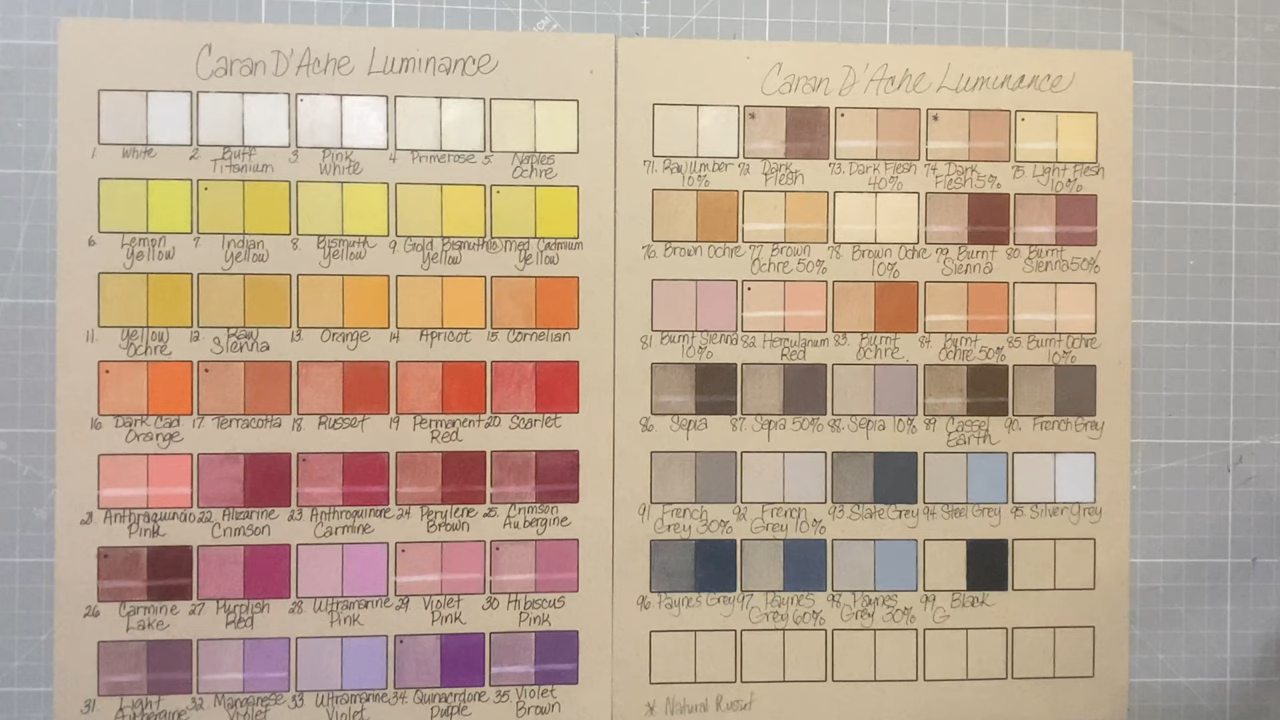 Caran D'Ache Luminance
1 White 2. Buff Titanium 3. Pink White 4 Primerose 5. Naples Ochre
6. Lemon Yellow 7. Indian Yellow 8. Bismuth Yellow 9. Gold Bismuth Yellow 10 med. Cadmium Yellow
11. Yellow Ochre 12. Raw Sienna 13. Orange 14 Apricot 15. Cornelian
16. Dark Cad. Orange 17. Terracotta 18. Russet 19 Permanent Red 20. Scarlet
21. Anthraquinoid Pink 22. Alizarine Crimson 23. Anthraquinone Carmine 24. Perylene Brown 25. Crimson Aubergine
26 Carmine Lake 27. Purplish Red 28 Ultramarine Pink 29. Violet Pink 30 Hibiscus Pink
31. Light Aubergine 32. Manganese Violet 33. Ultramarine Violet 34. Quinacrdone Purple 35. Violet Brown
Caran D'Ache Luminance
71. Raw Umber 10% 72 Dark Flesh 73. Dark Flesh 40% 74. Dark Flesh 5% 75. Light Flesh 10%
76. Brown Ochre 77. Brown Ochre 50% 78. Brown Ochre 10% 79. Burnt Sienna 80. Burnt Sienna 50%
81 Burnt Sienna 10% 82 Herculanum Red 83. Burnt Ochre. 84. Burnt Ochre 50% 85. Burnt Ochre 10%
86. Sepia 87. Sepia 50% 88. Sepia 10% 89 Cassel Earth 90. French Grey
91 French Grey 30% 92 French Grey 10% 93 Slate Grey 94. Steel Grey 95. Silver Grey
96 Paynes Grey 97. Paynes Grey 60% 98. Paynes Grey 30% 99. Black
G
* Natural Russet